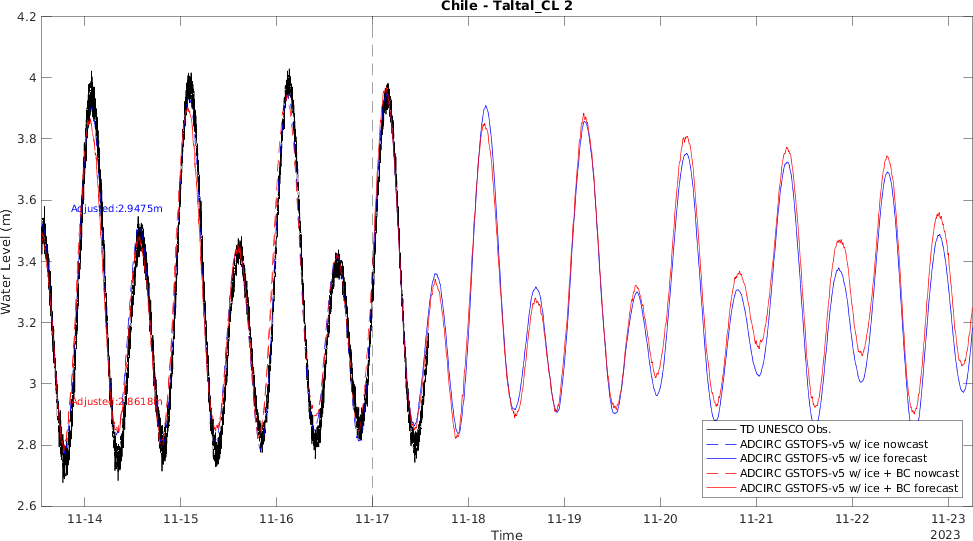 Chile - Taltal_CL 2
4.2
4
3.8
3.6
3.4
3.2
3
2.8
2.6
Water Level (m)
Adjusted:2.9475m
Adjusted:2.8618m
TD UNESCO Obs.
ADCIRC GSTOFS-v5 w/ ice nowcast
ADCIRC GSTOFS-v5 w/ ice forecast
ADCIRC GSTOFS-v5 w/ ice + BC nowcast
ADCIRC GSTOFS-v5 w/ ice + BC forecast
11-14 11-15 11-16 11-17 11-18 11-19 11-20 11-21 11-22 11-23
Time
2023